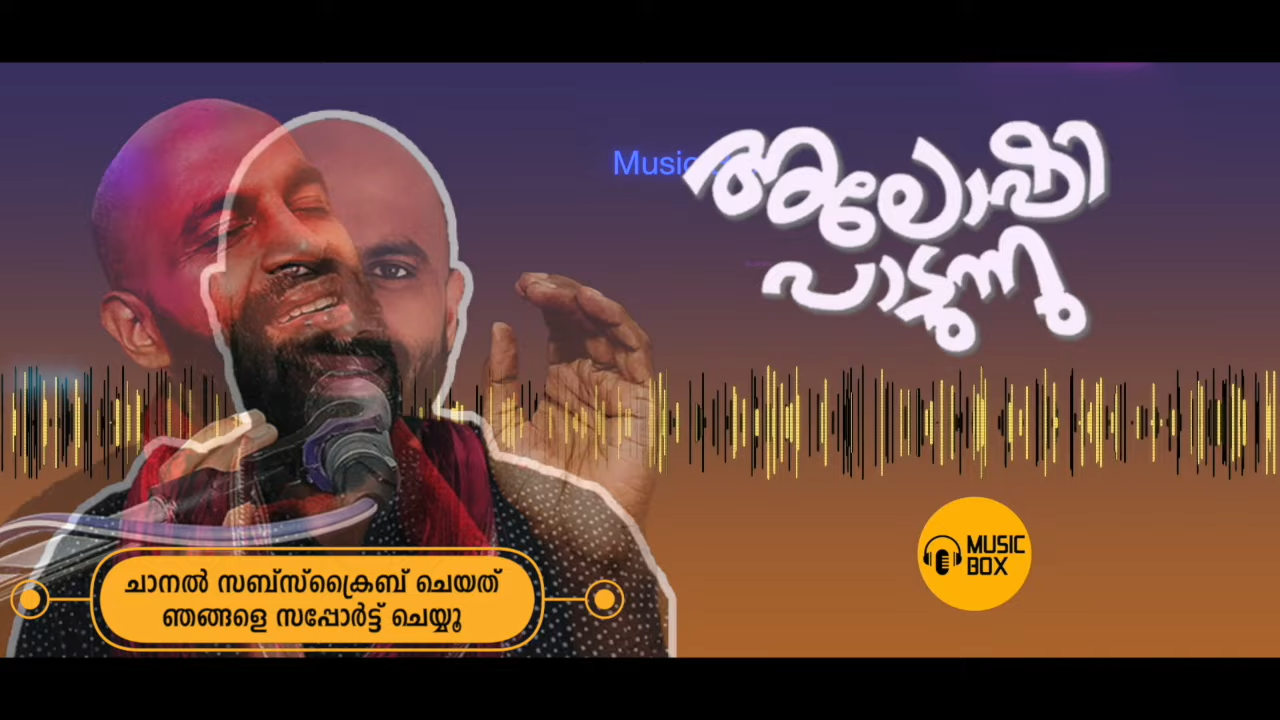 Music
അലോഷി
പാടുന്നു
MUSIC
BOX
ചാനൽ സബ്സ്ക്രൈബ് ചെയത്
ഞങ്ങളെ സപ്പോർട്ട് ചെയ്യൂ